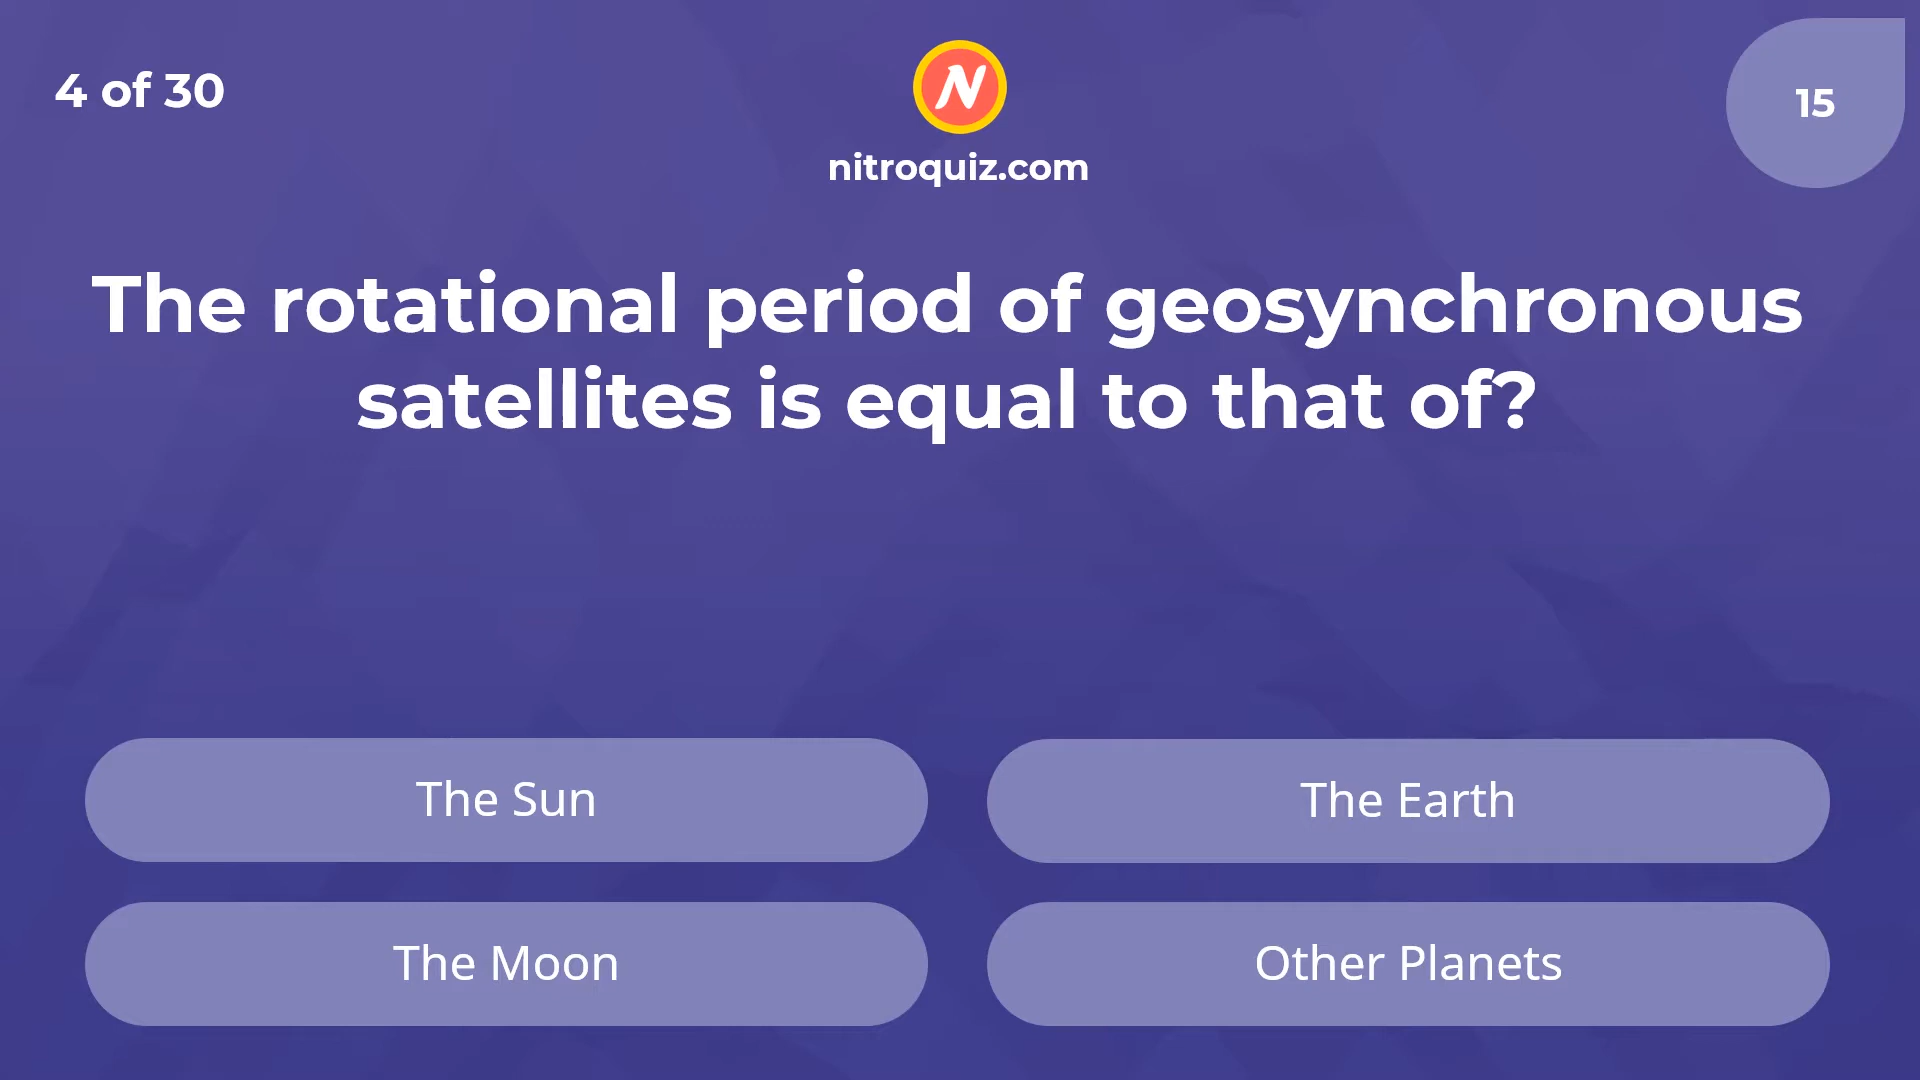 4 of 30
N
nitroquiz.com
15
The rotational period of geosynchronous
satellites is equal to that of?
The Sun
The Earth
The Moon
Other Planets